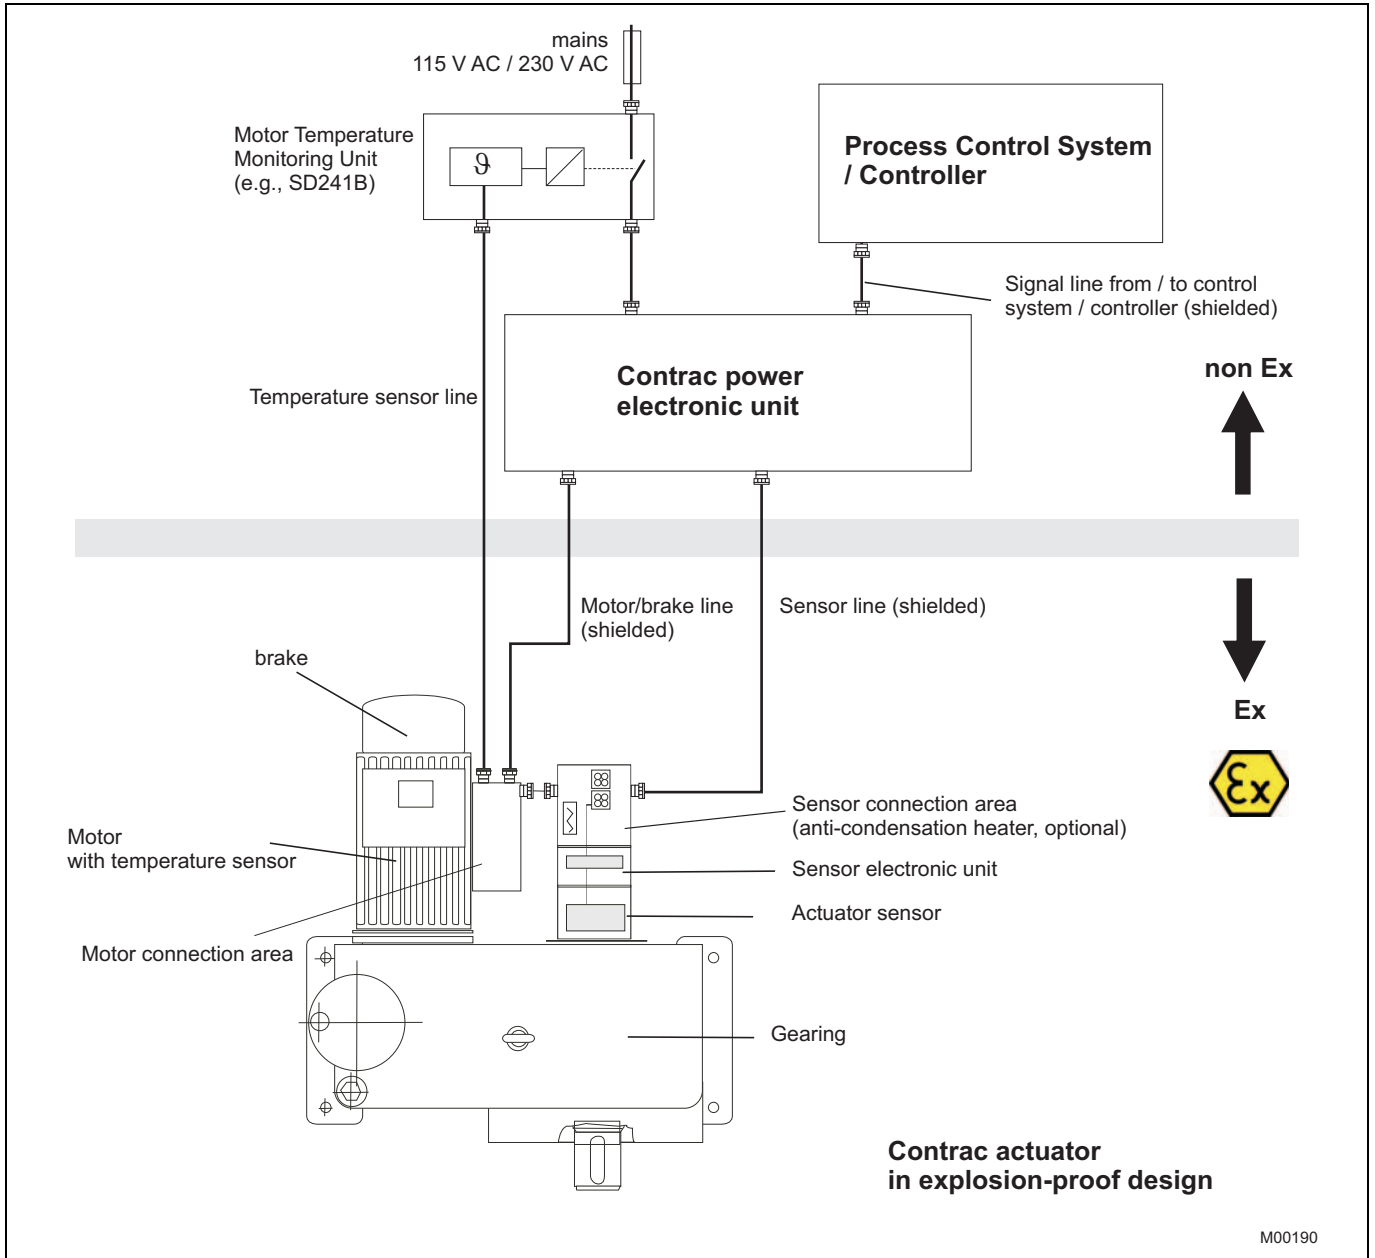 mains
115 V AC / 230 V AC
Motor Temperature
Monitoring Unit
(e.g., SD241B)
ϑ
Process Control System
/ Controller
Signal line from / to control
system / controller (shielded)
Contrac power
electronic unit
non Ex
Temperature sensor line
Motor/brake line
(shielded)
Sensor line (shielded)
brake
Ex
εx
Sensor connection area
(anti-condensation heater, optional)
Motor
with temperature sensor
Sensor electronic unit
Actuator sensor
Motor connection area
Gearing
Contrac actuator
in explosion-proof design
M00190